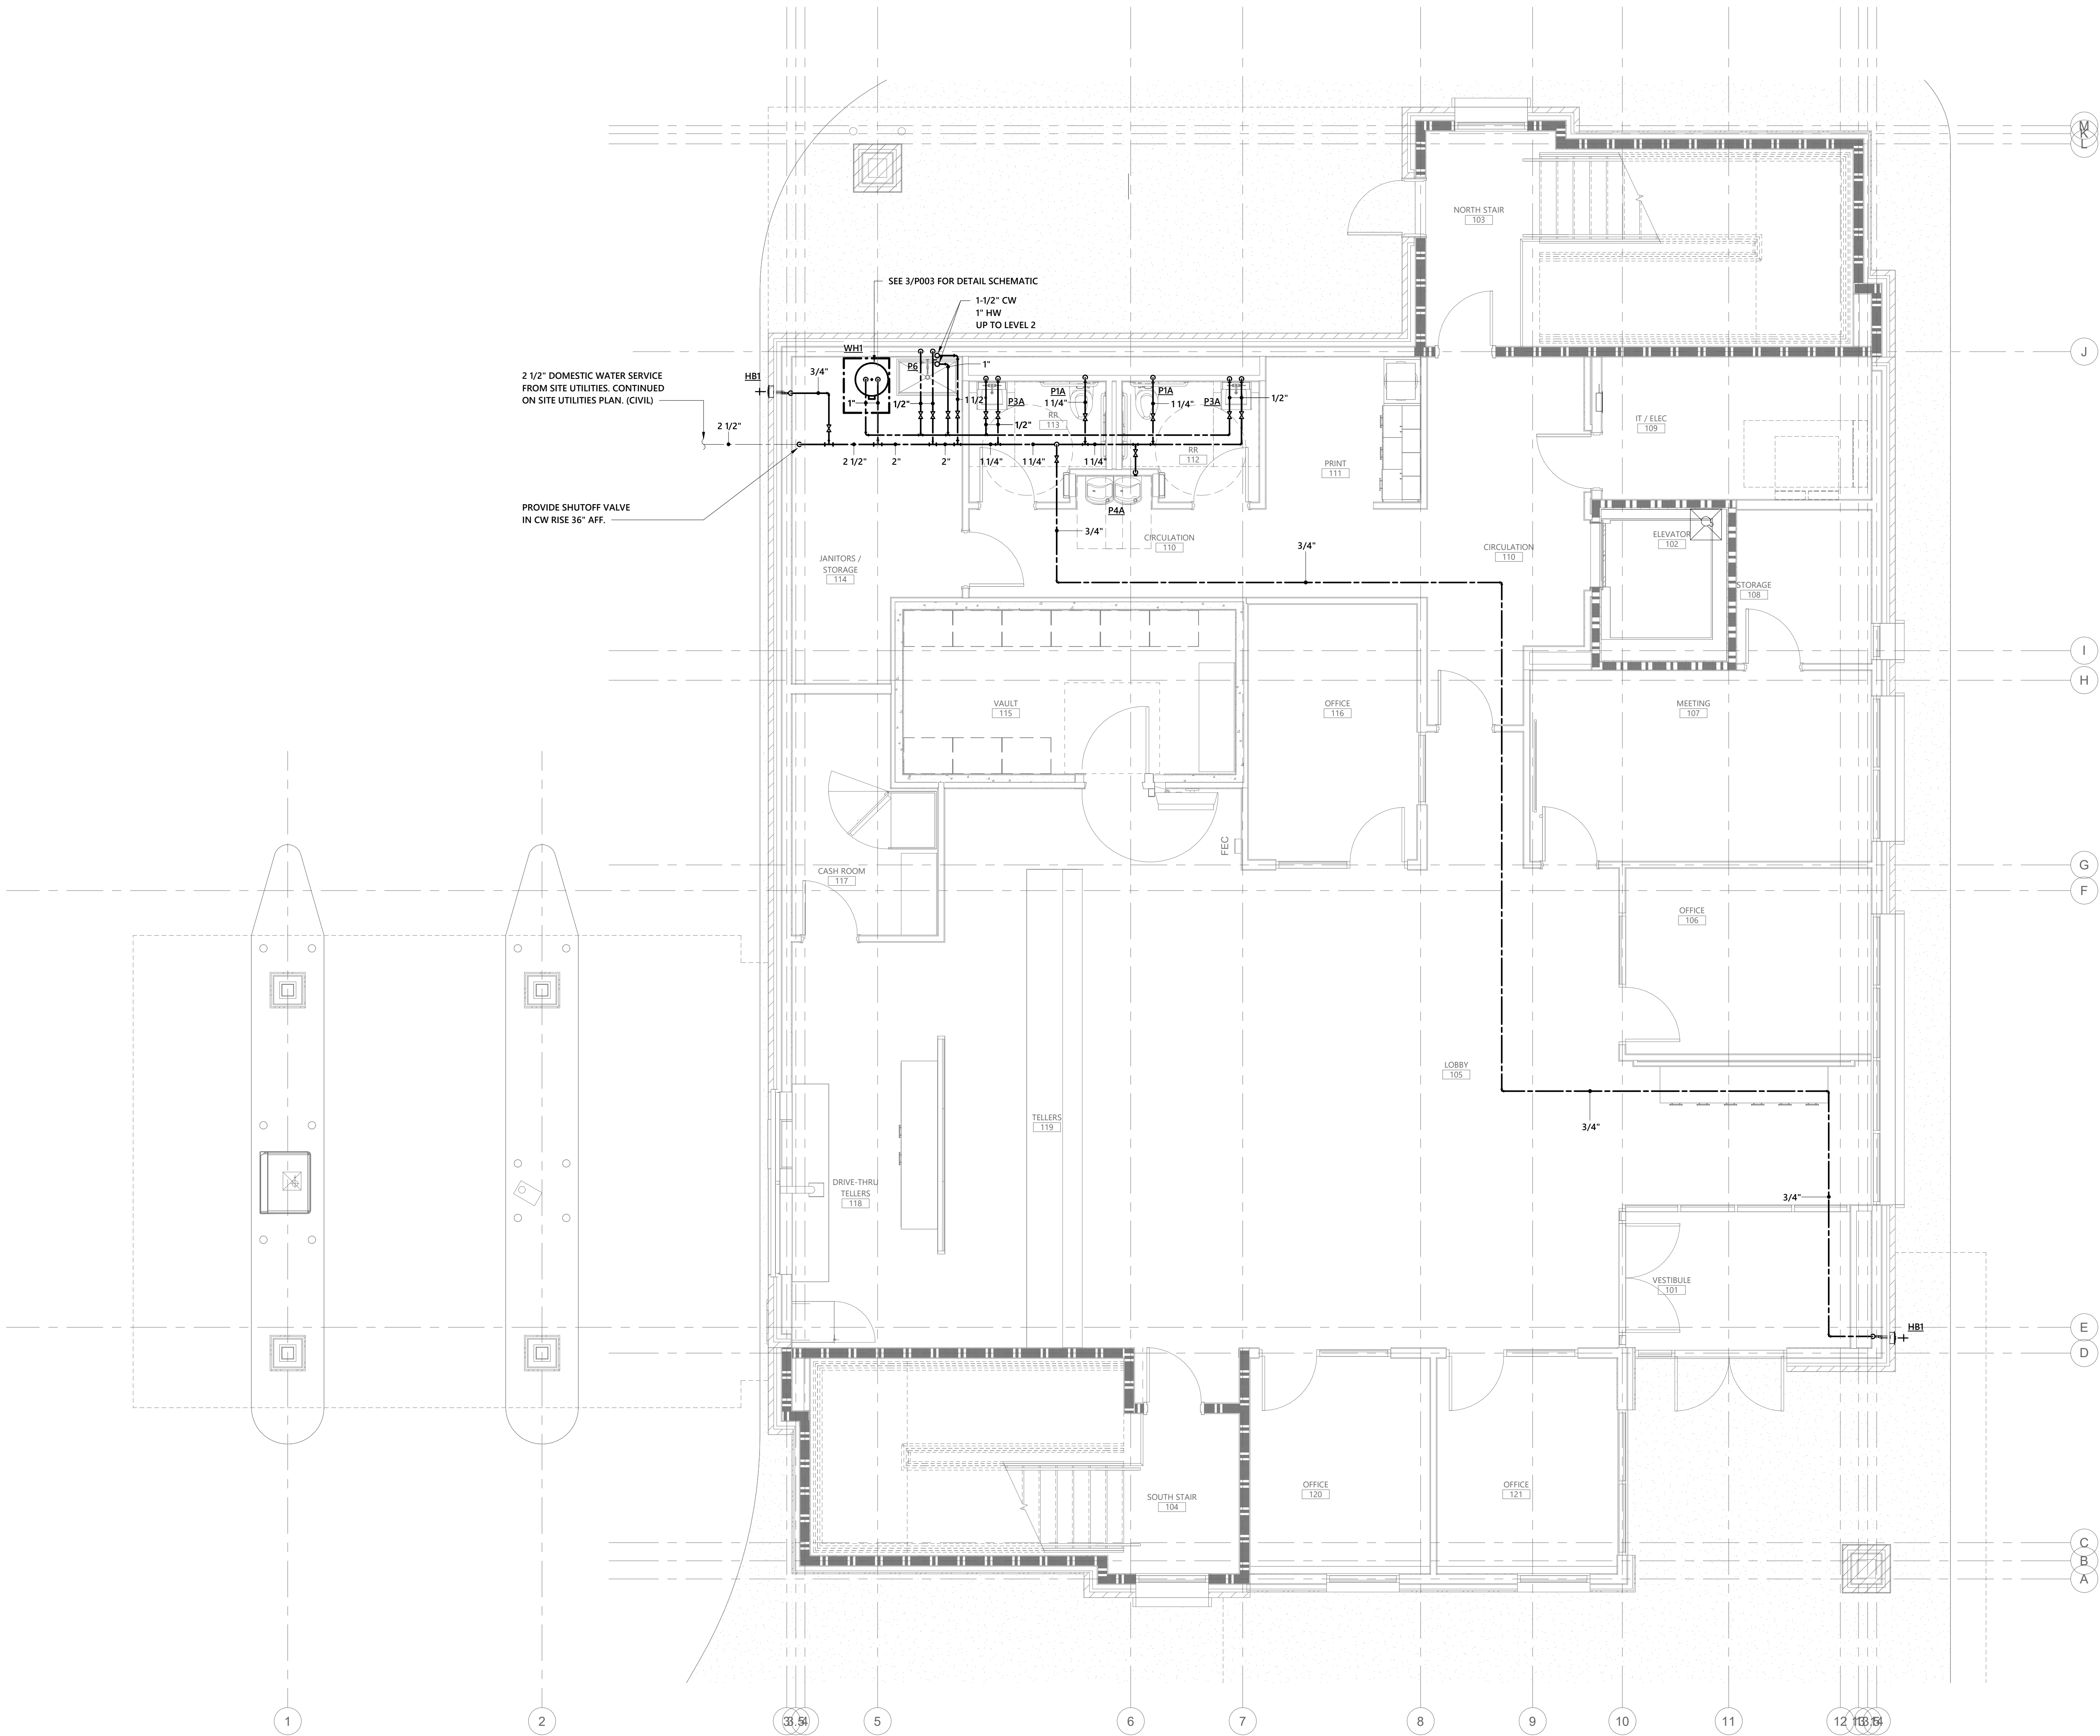 M
K
L
NORTH STAIR
103
SEE 3/P003 FOR DETAIL SCHEMATIC
1-1/2" CW
1" HW
UP TO LEVEL 2
J
WH1
P6
1"
2 1/2" DOMESTIC WATER SERVICE
FROM SITE UTILITIES. CONTINUED
ON SITE UTILITIES PLAN. (CIVIL)
HB1
3/4"
1"
1/2"
1 1/2"
P3A
P1A
1 1/4"
P1A
1 1/4"
P3A
1/2"
RR
113
1/2"
IT / ELEC
109
2 1/2"
RR
112
2 1/2"
2"
2"
1 1/4"
1 1/4"
1 1/4"
PRINT
111
PROVIDE SHUTOFF VALVE
IN CW RISE 36" AFF.
P4A
3/4"
CIRCULATION
110
3/4"
CIRCULATION
110
ELEVATOR
102
JANITORS /
STORAGE
114
STORAGE
108
I
H
VAULT
115
OFFICE
116
MEETING
107
FEC
G
CASH ROOM
117
F
OFFICE
106
LOBBY
105
TELLERS
119
3/4"
DRIVE-THRU
TELLERS
118
3/4"
VESTIBULE
101
HB1
E
D
SOUTH STAIR
104
OFFICE
120
OFFICE
121
C
B
A
1
2
3
3.5
4
5
6
7
8
9
10
11
12
13
14